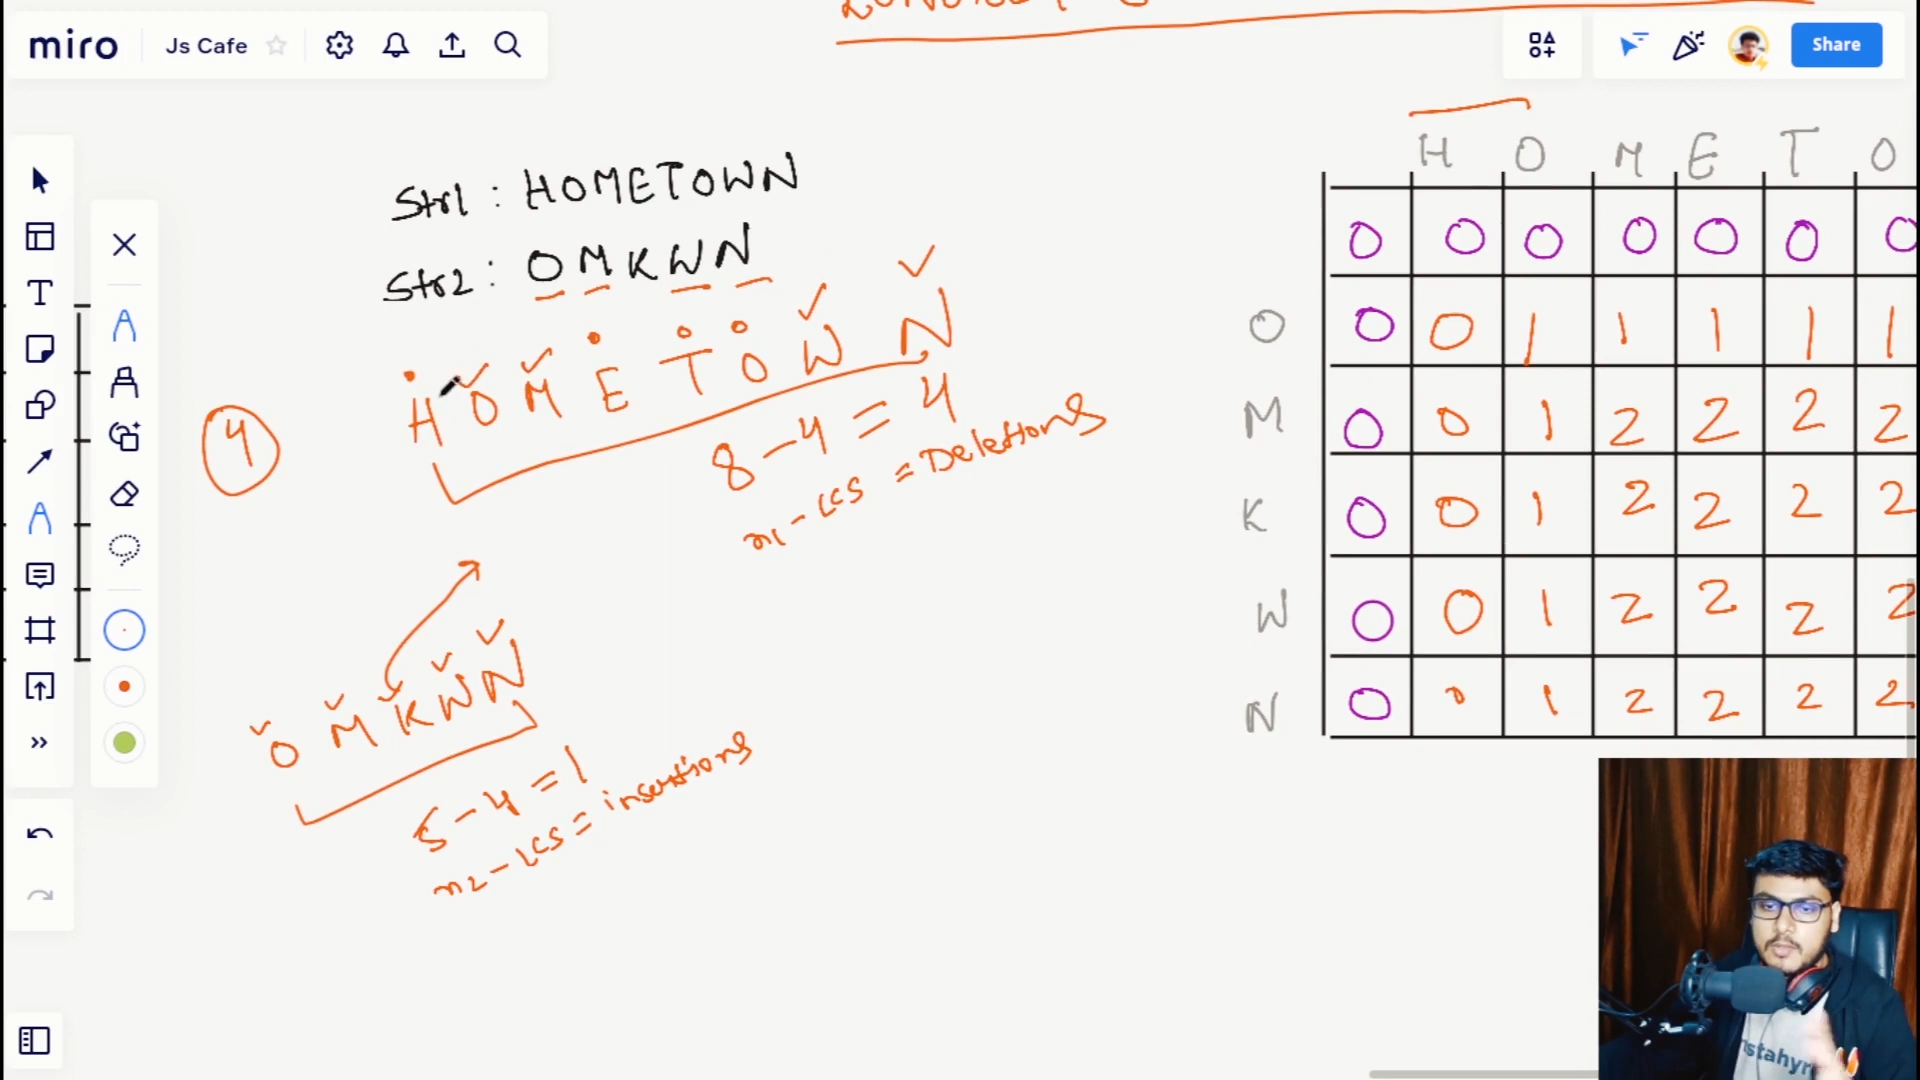 miro
Js Cafe
Share
H O M E T O
Str1 : HOMETOWN
Str2 : OMKWN
0 0 0 0 0 0 0
O 0 0 1 1 1 1 1
H O M E T O W N
M 0 0 1 2 2 2 2
4
8 - 4 = 4
n1 - LCS = Deletions
K 0 0 1 2 2 2 2
W 0 0 1 2 2 2 2
N 0 0 1 2 2 2 2
O M K W N
5 - 4 = 1
n2 - LCS = insertions